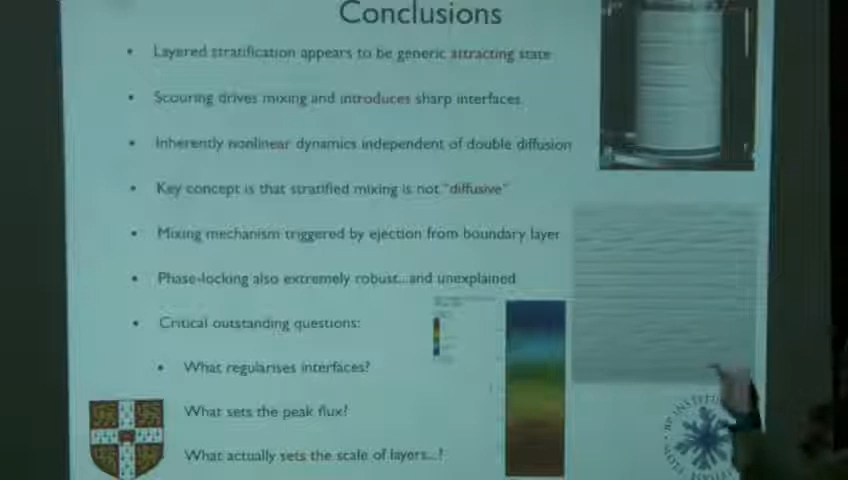 Conclusions
• Layered stratification appears to be generic attracting state
• Scouring drives mixing and introduces sharp interfaces
• Inherently nonlinear dynamics independent of double diffusion
• Key concept is that stratified mixing is not "diffusive"
• Mixing mechanism triggered by ejection from boundary layer
• Phase-locking also extremely robust...and unexplained
• Critical outstanding questions:
• What regularises interfaces?
What sets the peak flux?
What actually sets the scale of layers...?
BP INSTITUTE
FLOW